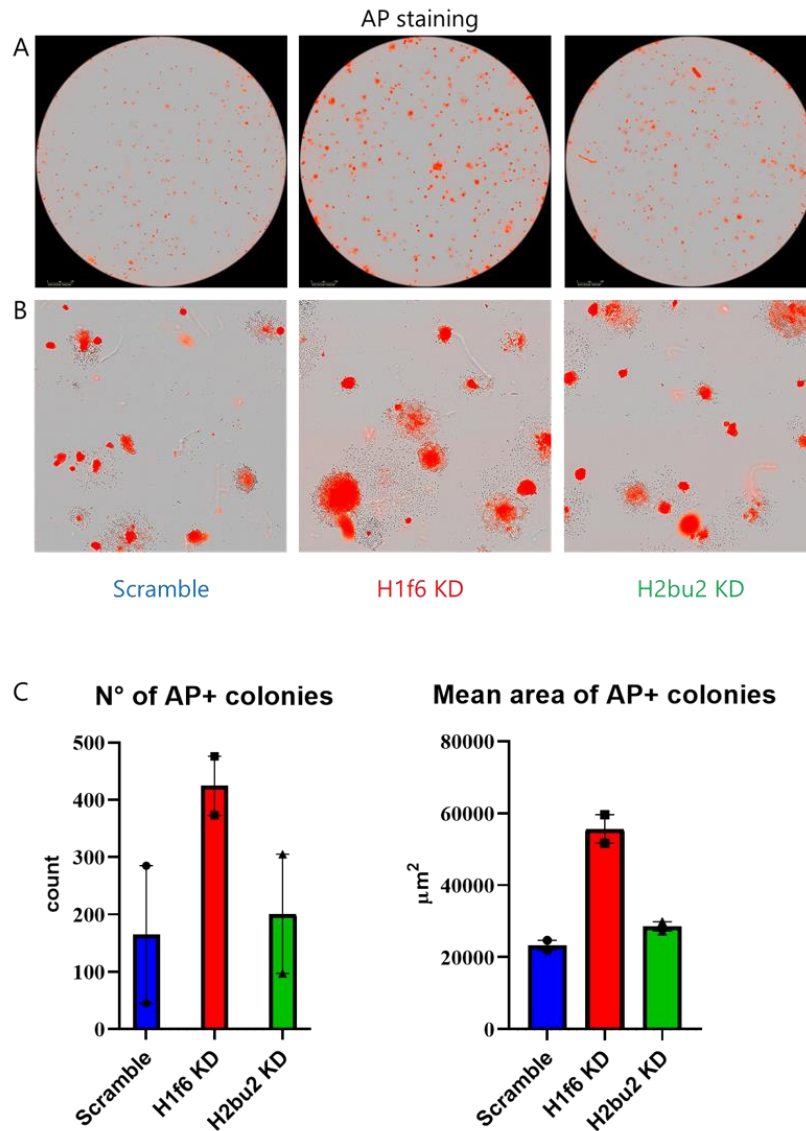 AP staining
A
B
Scramble H1f6 KD H2bu2 KD
C
N° of AP+ colonies
500
400
300
200
100
0
count
Scramble
H1f6 KD
H2bu2 KD
Mean area of AP+ colonies
80000
60000
40000
20000
0
μm²
Scramble
H1f6 KD
H2bu2 KD